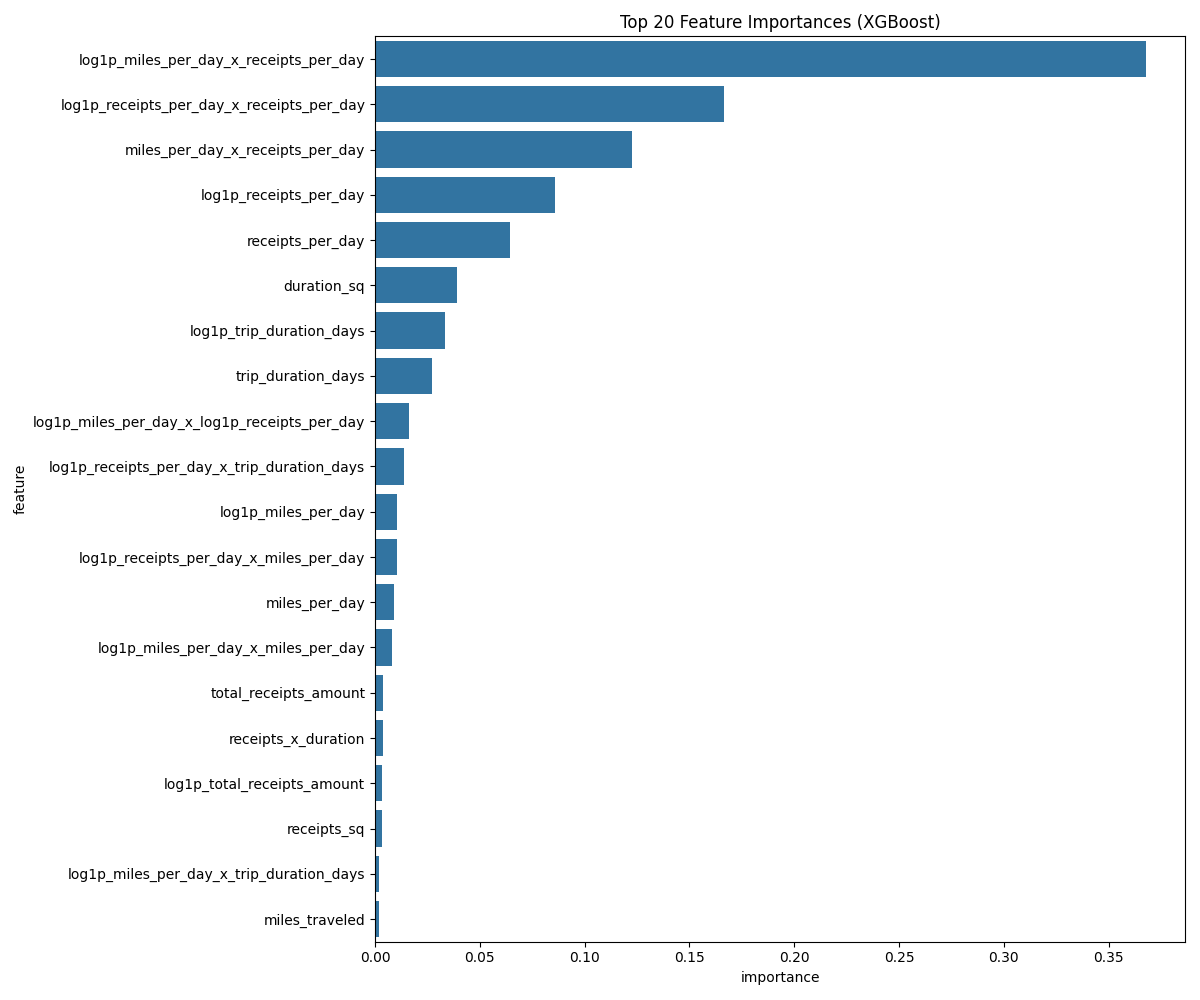 Top 20 Feature Importances (XGBoost)
log1p_miles_per_day_x_receipts_per_day
log1p_receipts_per_day_x_receipts_per_day
miles_per_day_x_receipts_per_day
log1p_receipts_per_day
receipts_per_day
duration_sq
log1p_trip_duration_days
trip_duration_days
log1p_miles_per_day_x_log1p_receipts_per_day
log1p_receipts_per_day_x_trip_duration_days
log1p_miles_per_day
log1p_receipts_per_day_x_miles_per_day
miles_per_day
log1p_miles_per_day_x_miles_per_day
total_receipts_amount
receipts_x_duration
log1p_total_receipts_amount
receipts_sq
log1p_miles_per_day_x_trip_duration_days
miles_traveled
feature
0.00 0.05 0.10 0.15 0.20 0.25 0.30 0.35
importance